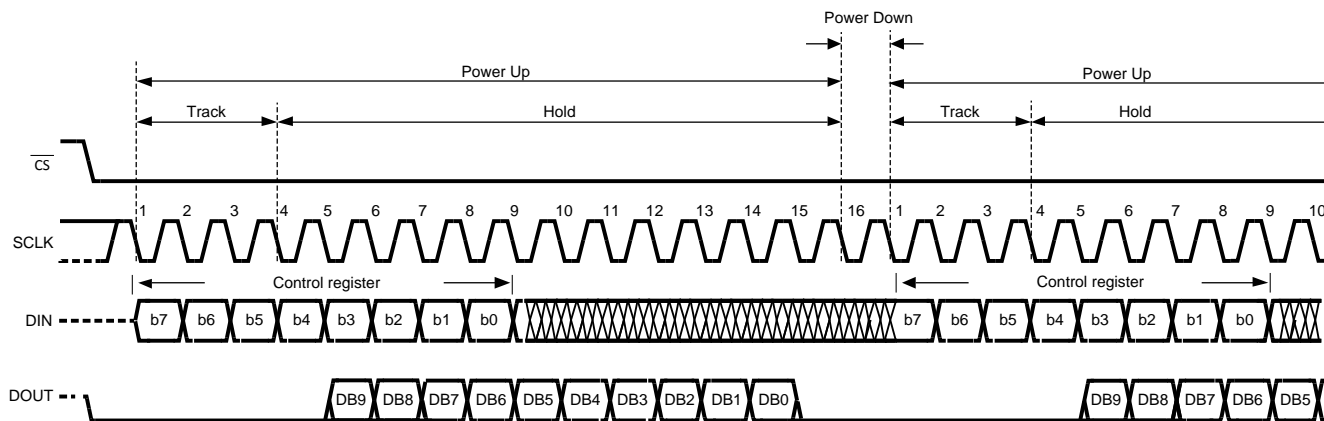 Power Down
Power Up Power Up
Track Hold Track Hold
CS
1 2 3 4 5 6 7 8 9 10 11 12 13 14 15 16 1 2 3 4 5 6 7 8 9 10
SCLK
Control register Control register
DIN b7 b6 b5 b4 b3 b2 b1 b0 b7 b6 b5 b4 b3 b2 b1 b0
DOUT DB9 DB8 DB7 DB6 DB5 DB4 DB3 DB2 DB1 DB0 DB9 DB8 DB7 DB6 DB5